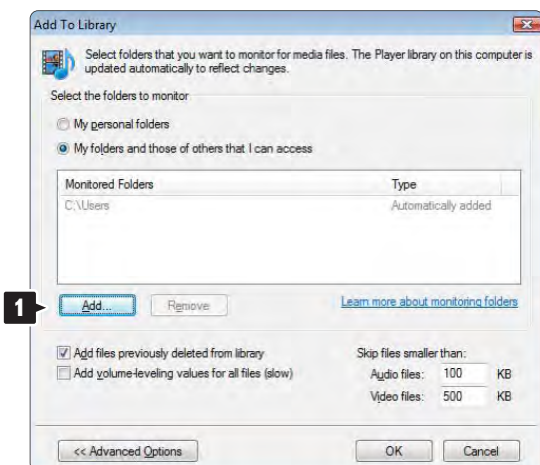 Add To Library
Select folders that you want to monitor for media files. The Player library on this computer is
updated automatically to reflect changes.
Select the folders to monitor
My personal folders
My folders and those of others that I can access
Monitored Folders Type
C:\Users Automatically added
1
Add... Remove Learn more about monitoring folders
Add files previously deleted from library
Add volume-leveling values for all files (slow)
Skip files smaller than:
Audio files: 100 KB
Video files: 500 KB
<< Advanced Options OK Cancel